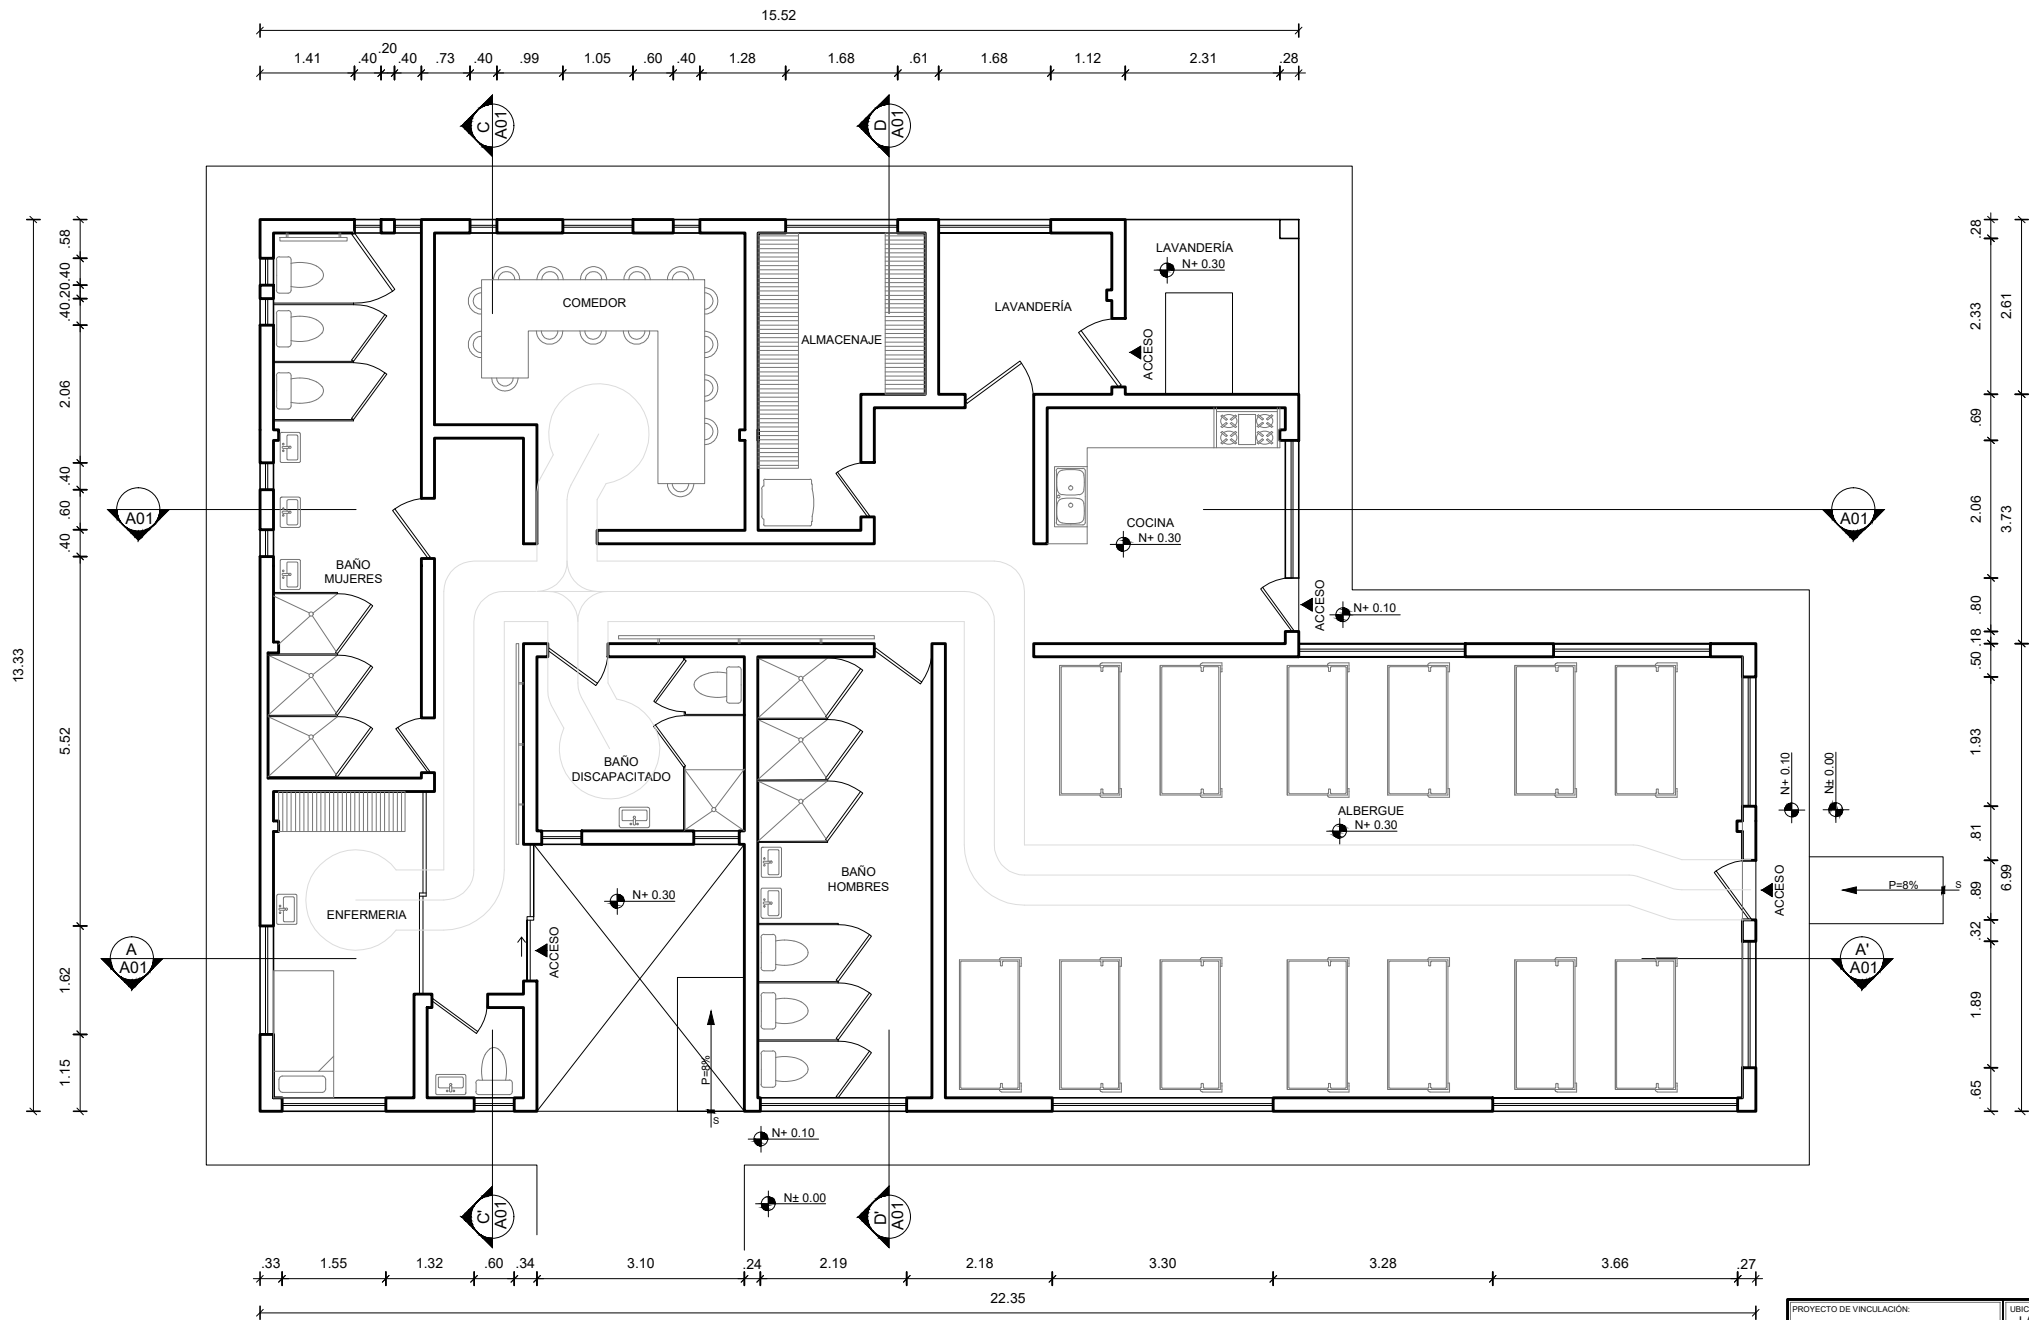 15.52
1.41 .40 .20 .40 .73 .40 .99 1.05 .60 .40 1.28 1.68 .61 1.68 1.12 2.31 .28
C
A01
D
A01
13.33
.58
.40
.20
.40
2.06
.40
.60
.40
5.52
1.62
1.15
.28
2.33
.69
2.06
.80
.18
.50
1.93
.81
.89
.32
1.89
.65
2.61
3.73
6.99
COMEDOR
ALMACENAJE
LAVANDERÍA
LAVANDERÍA
N+ 0.30
ACCESO
A01
A01
COCINA
N+ 0.30
BAÑO
MUJERES
ACCESO
N+ 0.10
BAÑO
DISCAPACITADO
ALBERGUE
N+ 0.30
N+ 0.10
N± 0.00
BAÑO
HOMBRES
ENFERMERIA
N+ 0.30
ACCESO
ACCESO
P=8%
S
A
A01
A'
A01
P=8%
S
N+ 0.10
N± 0.00
C'
A01
D'
A01
.33 1.55 1.32 .60 .34 3.10 .24 2.19 2.18 3.30 3.28 3.66 .27
22.35
PROYECTO DE VINCULACIÓN:
UBIC